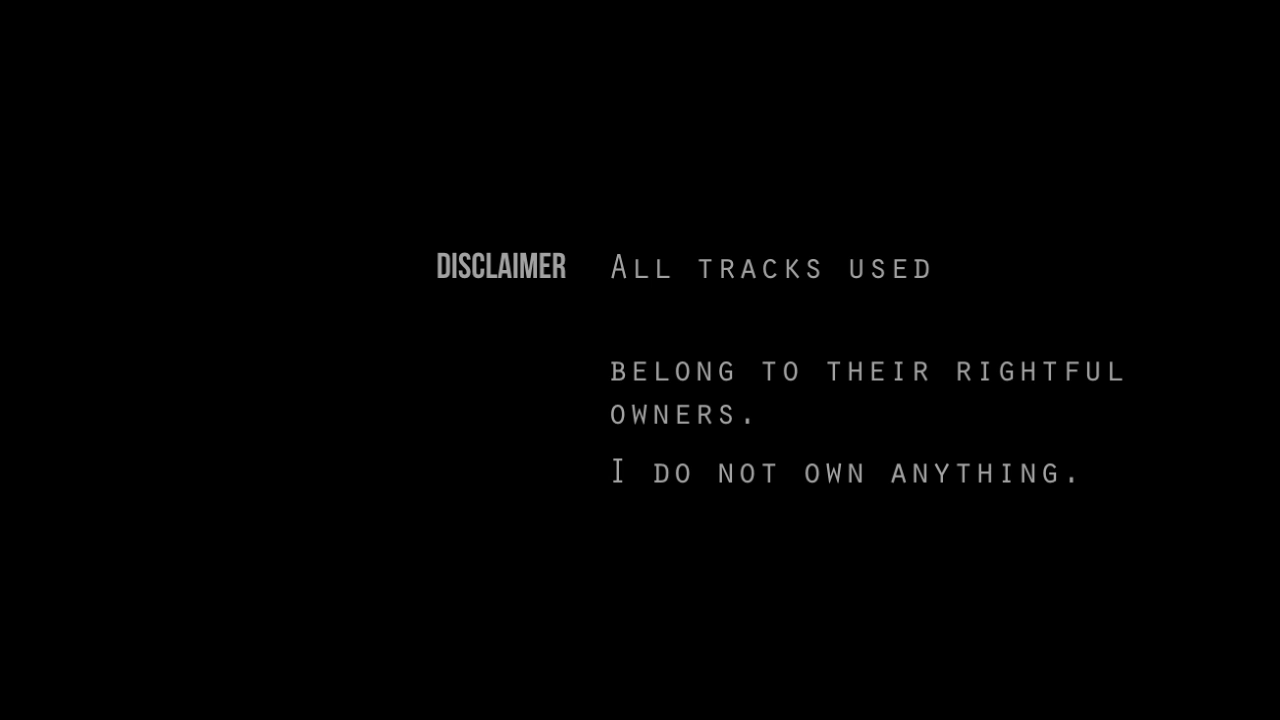 DISCLAIMER All tracks used
belong to their rightful
owners.
I do not own anything.